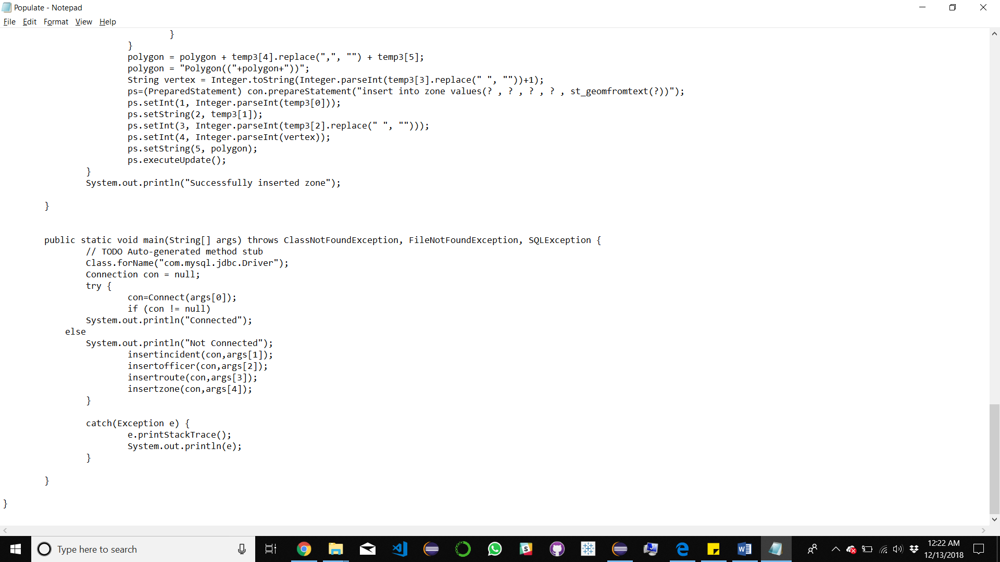 Populate - Notepad
File Edit Format View Help
}
}
polygon = polygon + temp3[4].replace(",", "") + temp3[5];
polygon = "Polygon(("+polygon+"))";
String vertex = Integer.toString(Integer.parseInt(temp3[3].replace(" ", ""))+1);
ps=(PreparedStatement) con.prepareStatement("insert into zone values(? , ? , ? , ? , st_geomfromtext(?))");
ps.setInt(1, Integer.parseInt(temp3[0]));
ps.setString(2, temp3[1]);
ps.setInt(3, Integer.parseInt(temp3[2].replace(" ", "")));
ps.setInt(4, Integer.parseInt(vertex));
ps.setString(5, polygon);
ps.executeUpdate();
}
System.out.println("Successfully inserted zone");
}
public static void main(String[] args) throws ClassNotFoundException, FileNotFoundException, SQLException {
// TODO Auto-generated method stub
Class.forName("com.mysql.jdbc.Driver");
Connection con = null;
try {
con=Connect(args[0]);
if (con != null)
System.out.println("Connected");
else
System.out.println("Not Connected");
insertincident(con,args[1]);
insertofficer(con,args[2]);
insertroute(con,args[3]);
insertzone(con,args[4]);
}
catch(Exception e) {
e.printStackTrace();
System.out.println(e);
}
}
}
Type here to search
12:22 AM
12/13/2018